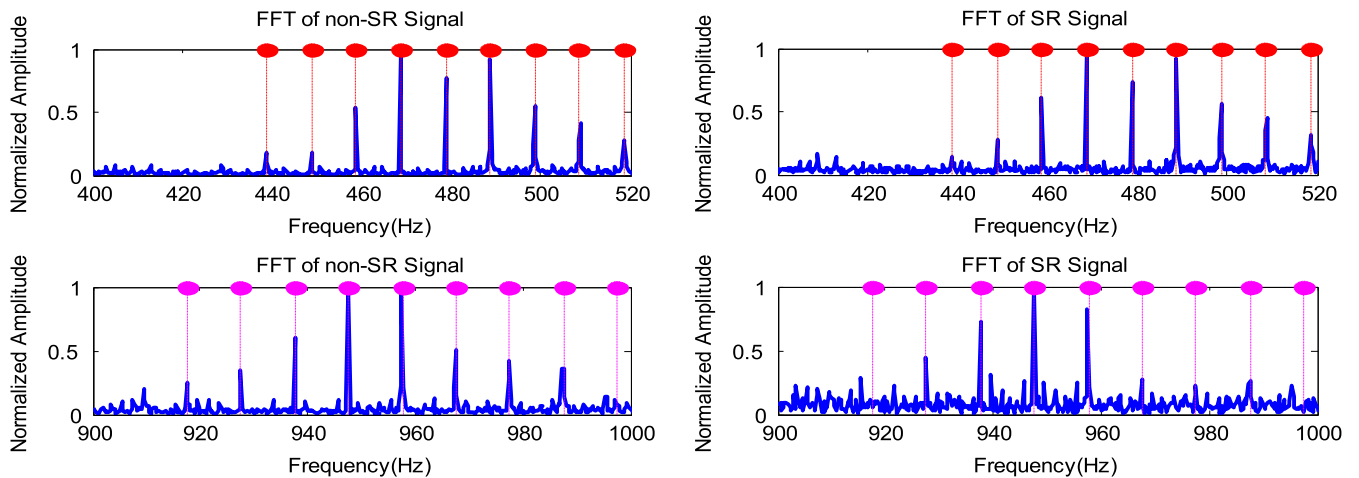 FFT of non-SR Signal
Normalized Amplitude
1
0.5
0
400 420 440 460 480 500 520
Frequency(Hz)
FFT of SR Signal
Normalized Amplitude
1
0.5
0
400 420 440 460 480 500 520
Frequency(Hz)
FFT of non-SR Signal
Normalized Amplitude
1
0.5
0
900 920 940 960 980 1000
Frequency(Hz)
FFT of SR Signal
Normalized Amplitude
1
0.5
0
900 920 940 960 980 1000
Frequency(Hz)